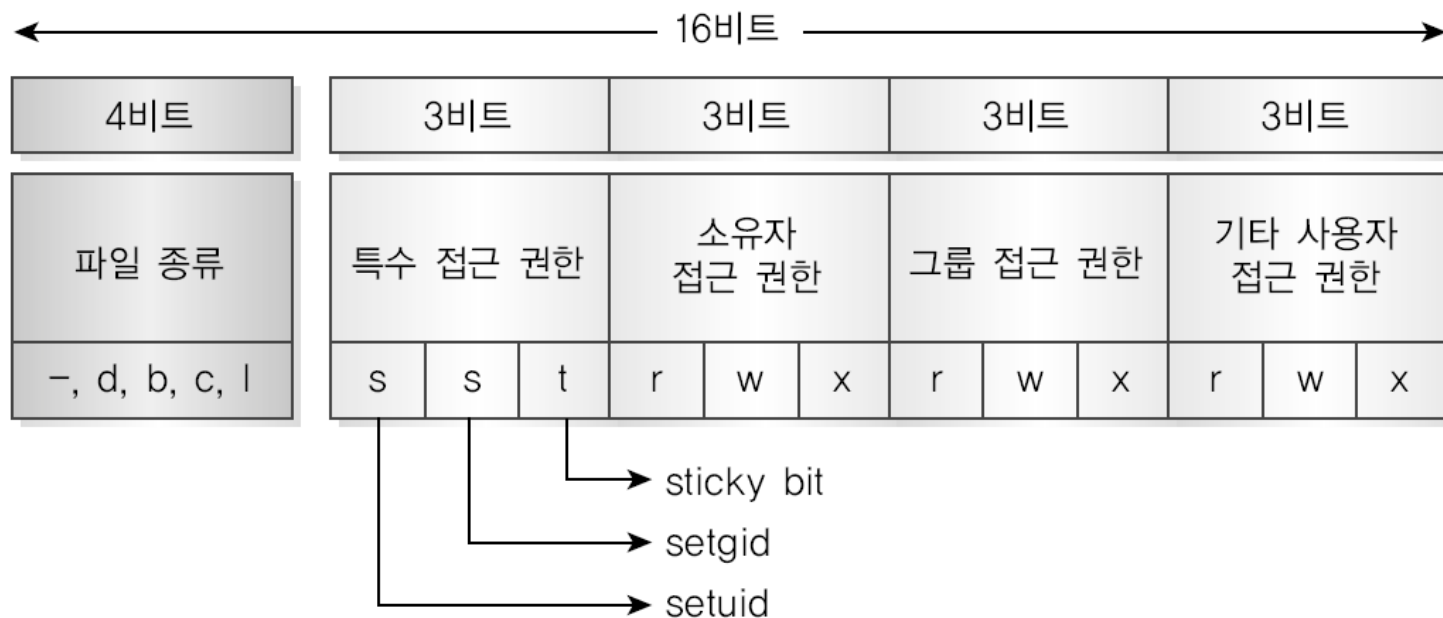 16비트
4비트 3비트 3비트 3비트 3비트
파일 종류 특수 접근 권한 소유자 접근 권한 그룹 접근 권한 기타 사용자 접근 권한
-, d, b, c, l s s t r w x r w x r w x
sticky bit
setgid
setuid